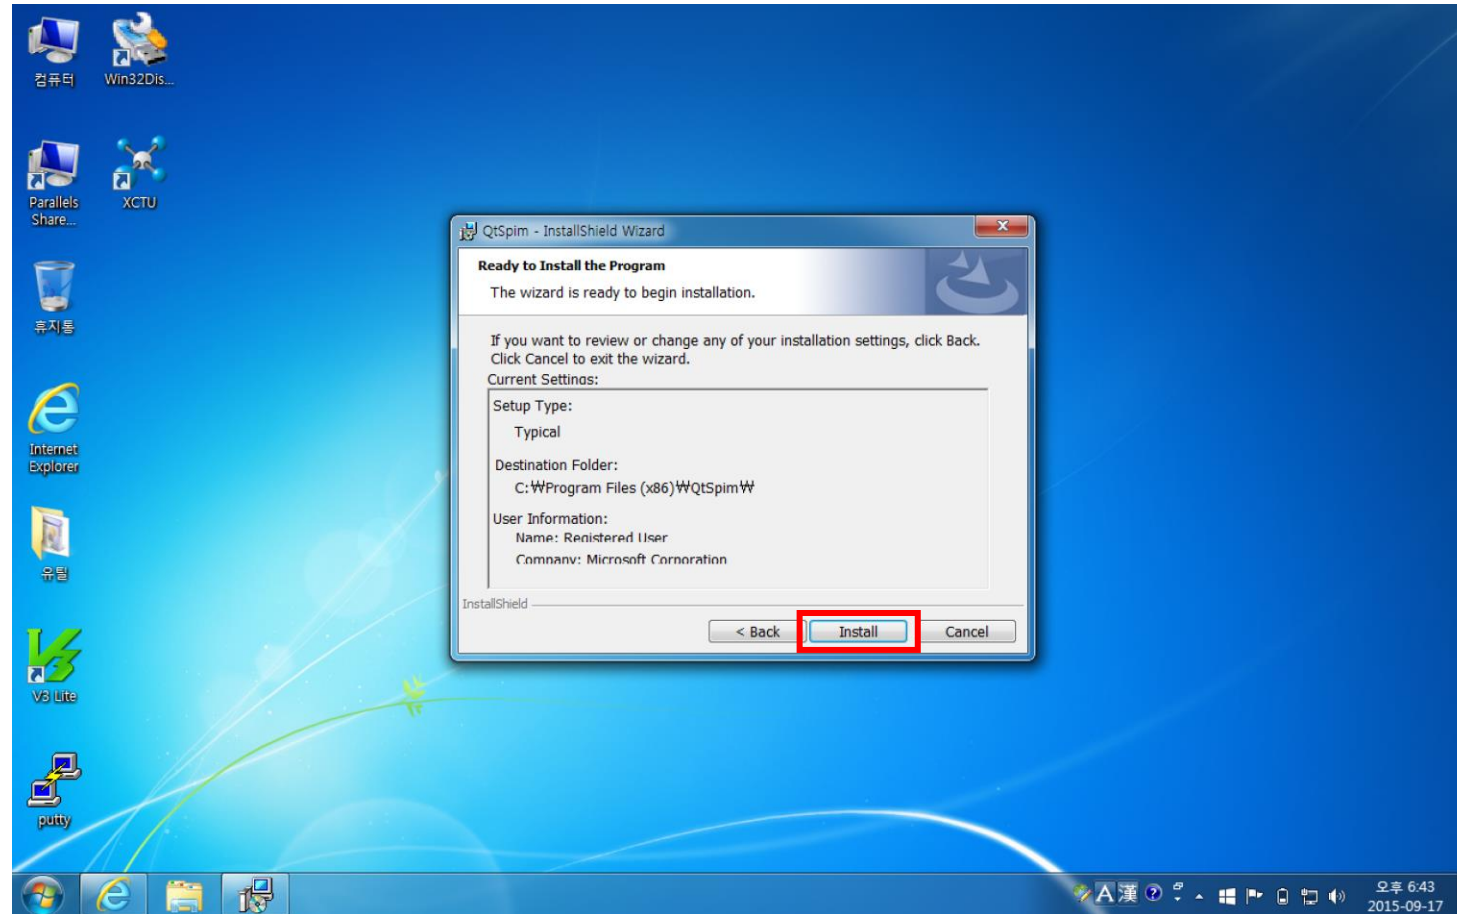 컴퓨터
Win32Dis...
Parallels
Share...
XCTU
휴지통
Internet
Explorer
유틸
V3 Lite
putty
QtSpim - InstallShield Wizard
Ready to Install the Program
The wizard is ready to begin installation.
If you want to review or change any of your installation settings, click Back.
Click Cancel to exit the wizard.
Current Settings:
Setup Type:
Typical
Destination Folder:
C:₩Program Files (x86)₩QtSpim₩
User Information:
Name: Registered User
Company: Microsoft Corporation
InstallShield
< Back
Install
Cancel
A 漢
오후 6:43
2015-09-17